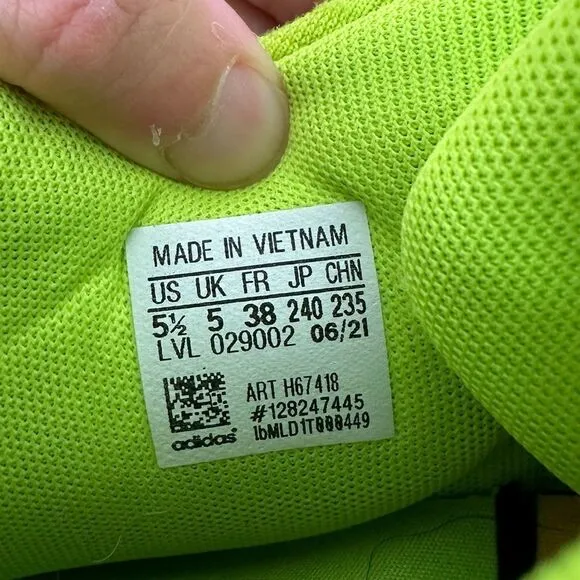 MADE IN VIETNAM
US UK FR JP CHN
5½ 5 38 240 235
LVL 029002 06/21
ART H67418
#128247445
IbMLD1T000449
adidas